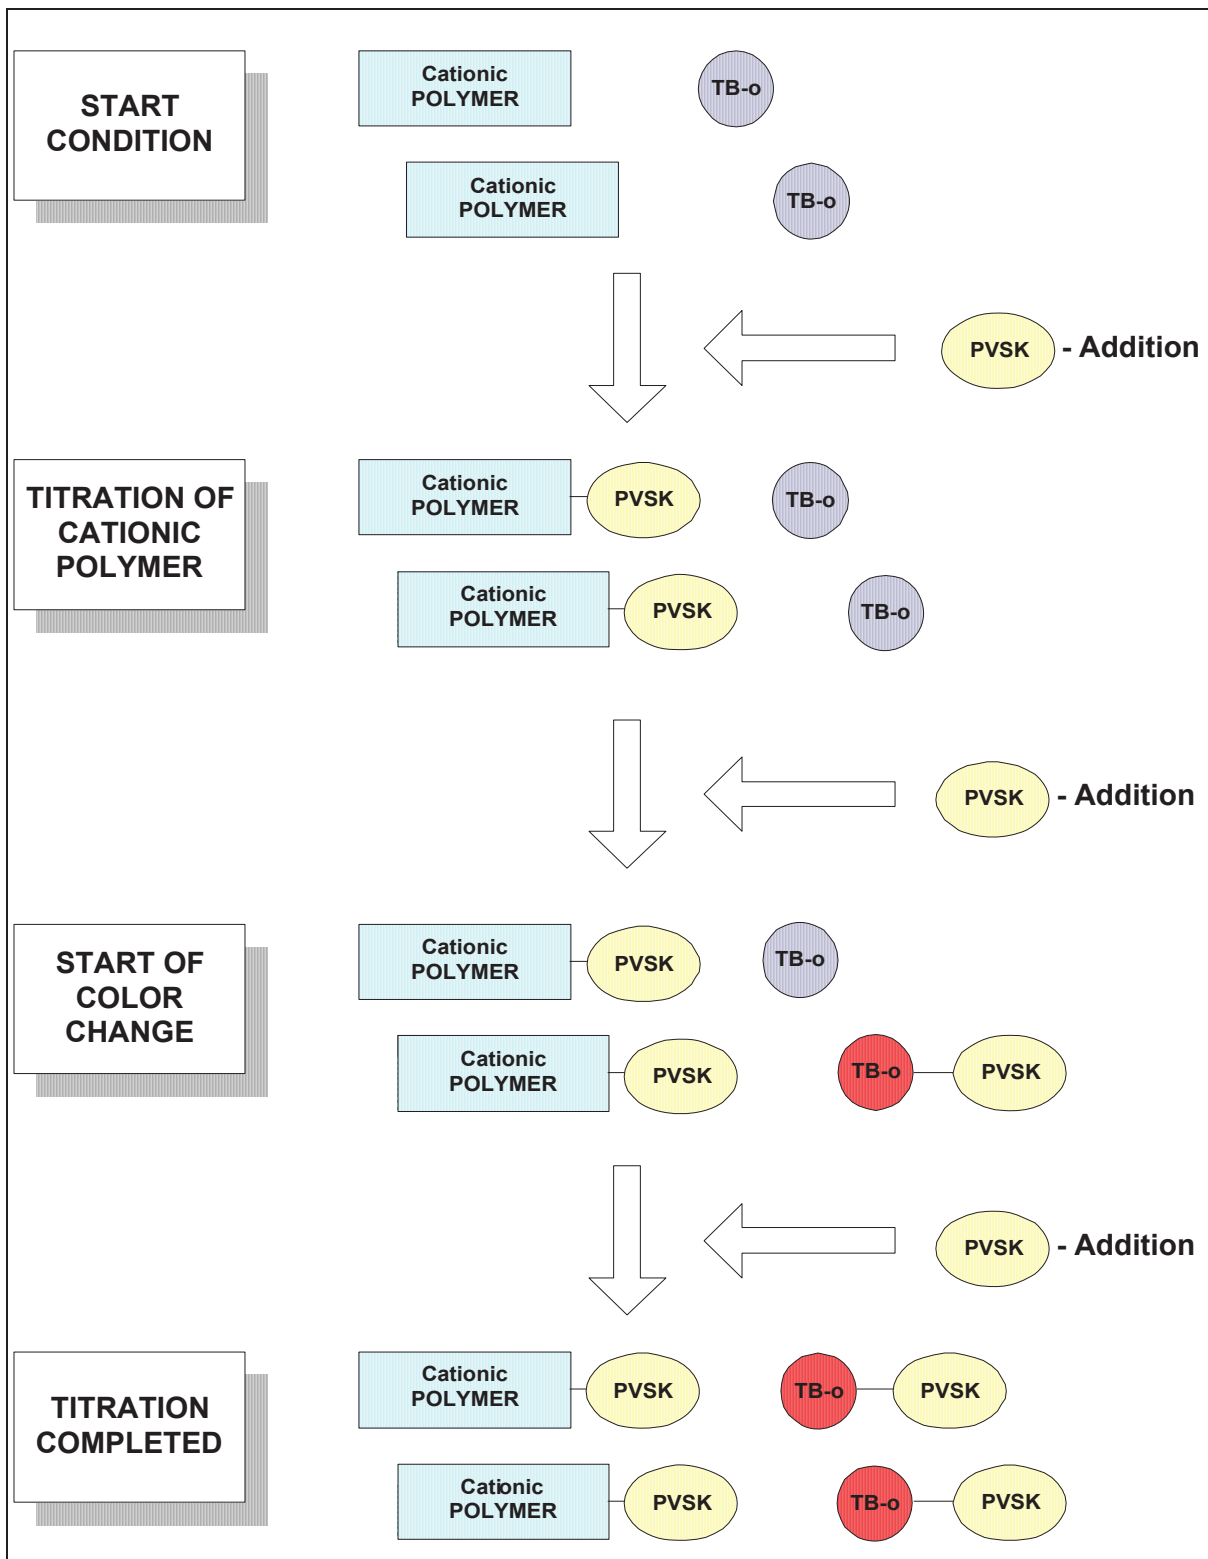 START
CONDITION
Cationic
POLYMER
TB-o
Cationic
POLYMER
TB-o
PVSK - Addition
TITRATION OF
CATIONIC
POLYMER
Cationic
POLYMER
PVSK
TB-o
Cationic
POLYMER
PVSK
TB-o
PVSK - Addition
START OF
COLOR
CHANGE
Cationic
POLYMER
PVSK
TB-o
Cationic
POLYMER
PVSK
TB-o
PVSK
PVSK - Addition
TITRATION
COMPLETED
Cationic
POLYMER
PVSK
TB-o
PVSK
Cationic
POLYMER
PVSK
TB-o
PVSK